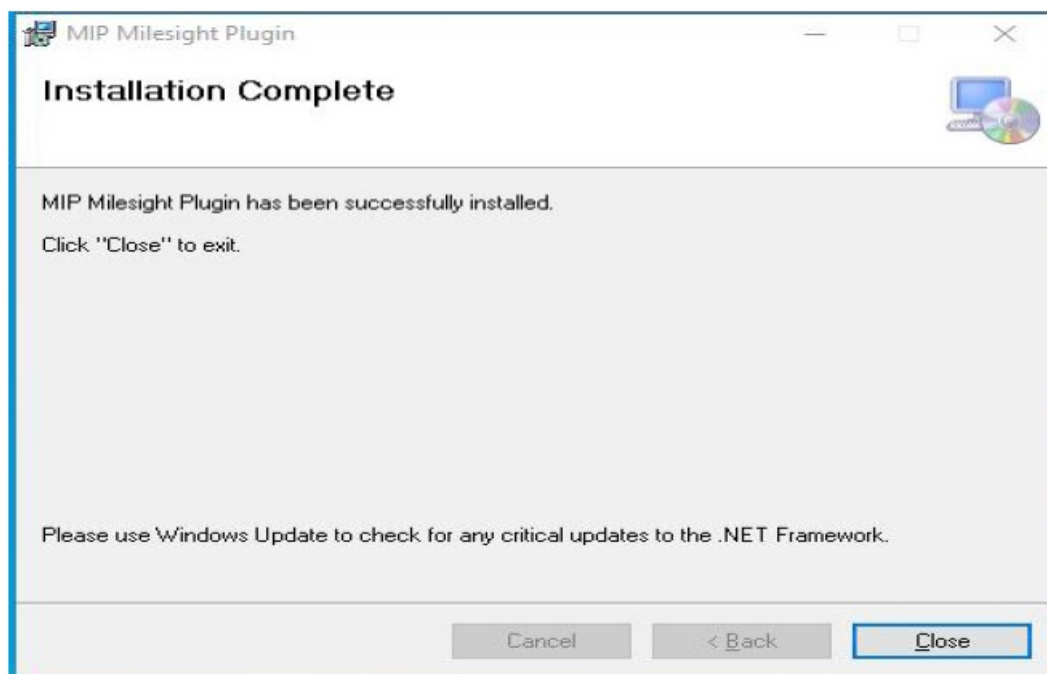 MIP Milesight Plugin
Installation Complete
MIP Milesight Plugin has been successfully installed.
Click "Close" to exit.
Please use Windows Update to check for any critical updates to the .NET Framework.
Cancel
< Back
Close